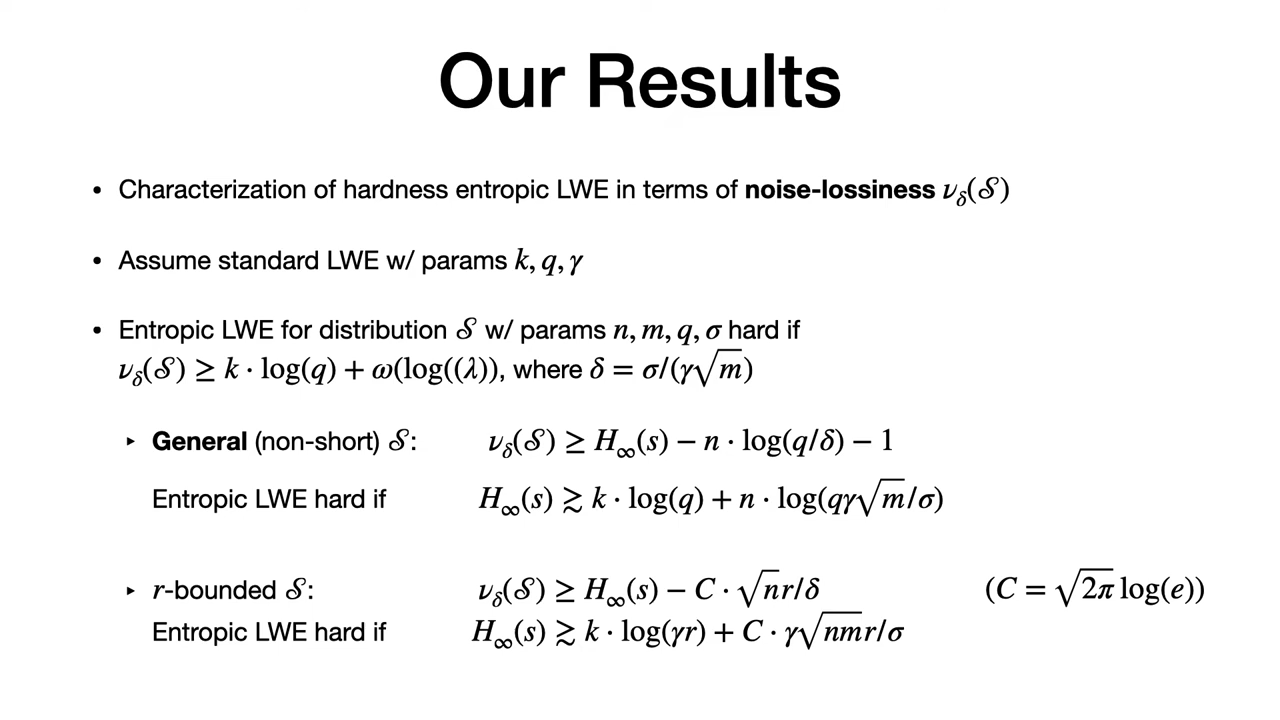 Our Results
• Characterization of hardness entropic LWE in terms of noise-lossiness ν_δ(𝒮)
• Assume standard LWE w/ params k, q, γ
• Entropic LWE for distribution 𝒮 w/ params n, m, q, σ hard if
ν_δ(𝒮) ≥ k · log(q) + ω(log((λ)), where δ = σ/(γ√m)
‣ General (non-short) 𝒮: ν_δ(𝒮) ≥ H_∞(s) − n · log(q/δ) − 1
Entropic LWE hard if H_∞(s) ≳ k · log(q) + n · log(qγ√m/σ)
‣ r-bounded 𝒮: ν_δ(𝒮) ≥ H_∞(s) − C · √nr/δ (C = √2π log(e))
Entropic LWE hard if H_∞(s) ≳ k · log(γr) + C · γ√nmr/σ